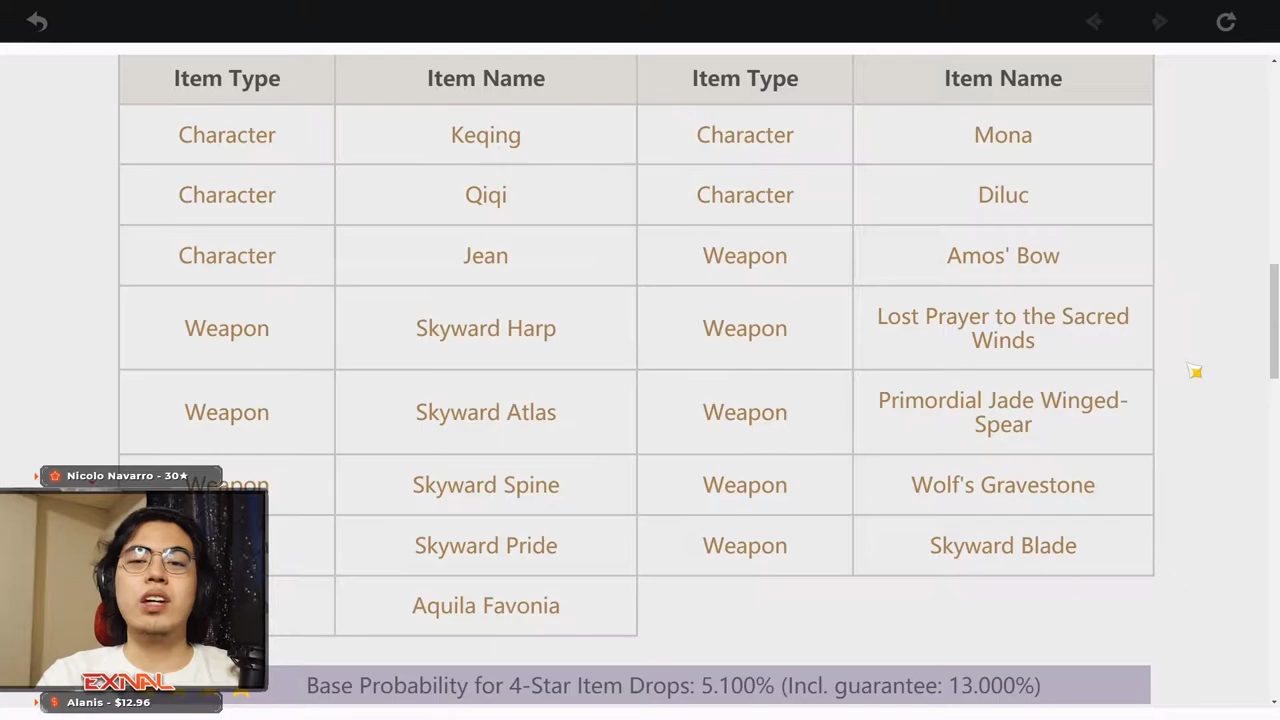 Item Type Item Name Item Type Item Name
Character Keqing Character Mona
Character Qiqi Character Diluc
Character Jean Weapon Amos' Bow
Weapon Skyward Harp Weapon Lost Prayer to the Sacred
Winds
Weapon Skyward Atlas Weapon Primordial Jade Winged-
Spear
Nicolo Navarro - 30★
Weapon Skyward Spine Weapon Wolf's Gravestone
Skyward Pride Weapon Skyward Blade
Aquila Favonia
EXNAL
Base Probability for 4-Star Item Drops: 5.100% (Incl. guarantee: 13.000%)
Alanis - $12.96